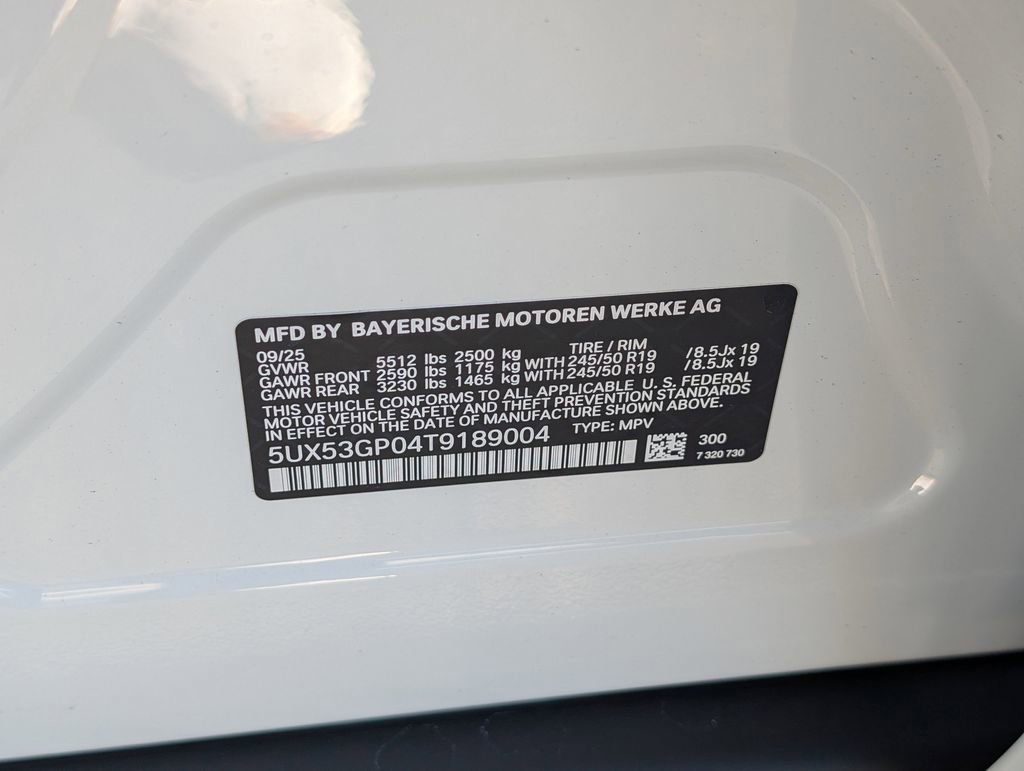 MFD BY BAYERISCHE MOTOREN WERKE AG
09/25 TIRE / RIM
GVWR 5512 lbs 2500 kg
GAWR FRONT 2590 lbs 1175 kg WITH 245/50 R19 /8.5Jx 19
GAWR REAR 3230 lbs 1465 kg WITH 245/50 R19 /8.5Jx 19
THIS VEHICLE CONFORMS TO ALL APPLICABLE U. S. FEDERAL
MOTOR VEHICLE SAFETY AND THEFT PREVENTION STANDARDS
IN EFFECT ON THE DATE OF MANUFACTURE SHOWN ABOVE.
5UX53GP04T9189004 TYPE: MPV
300
7 320 730